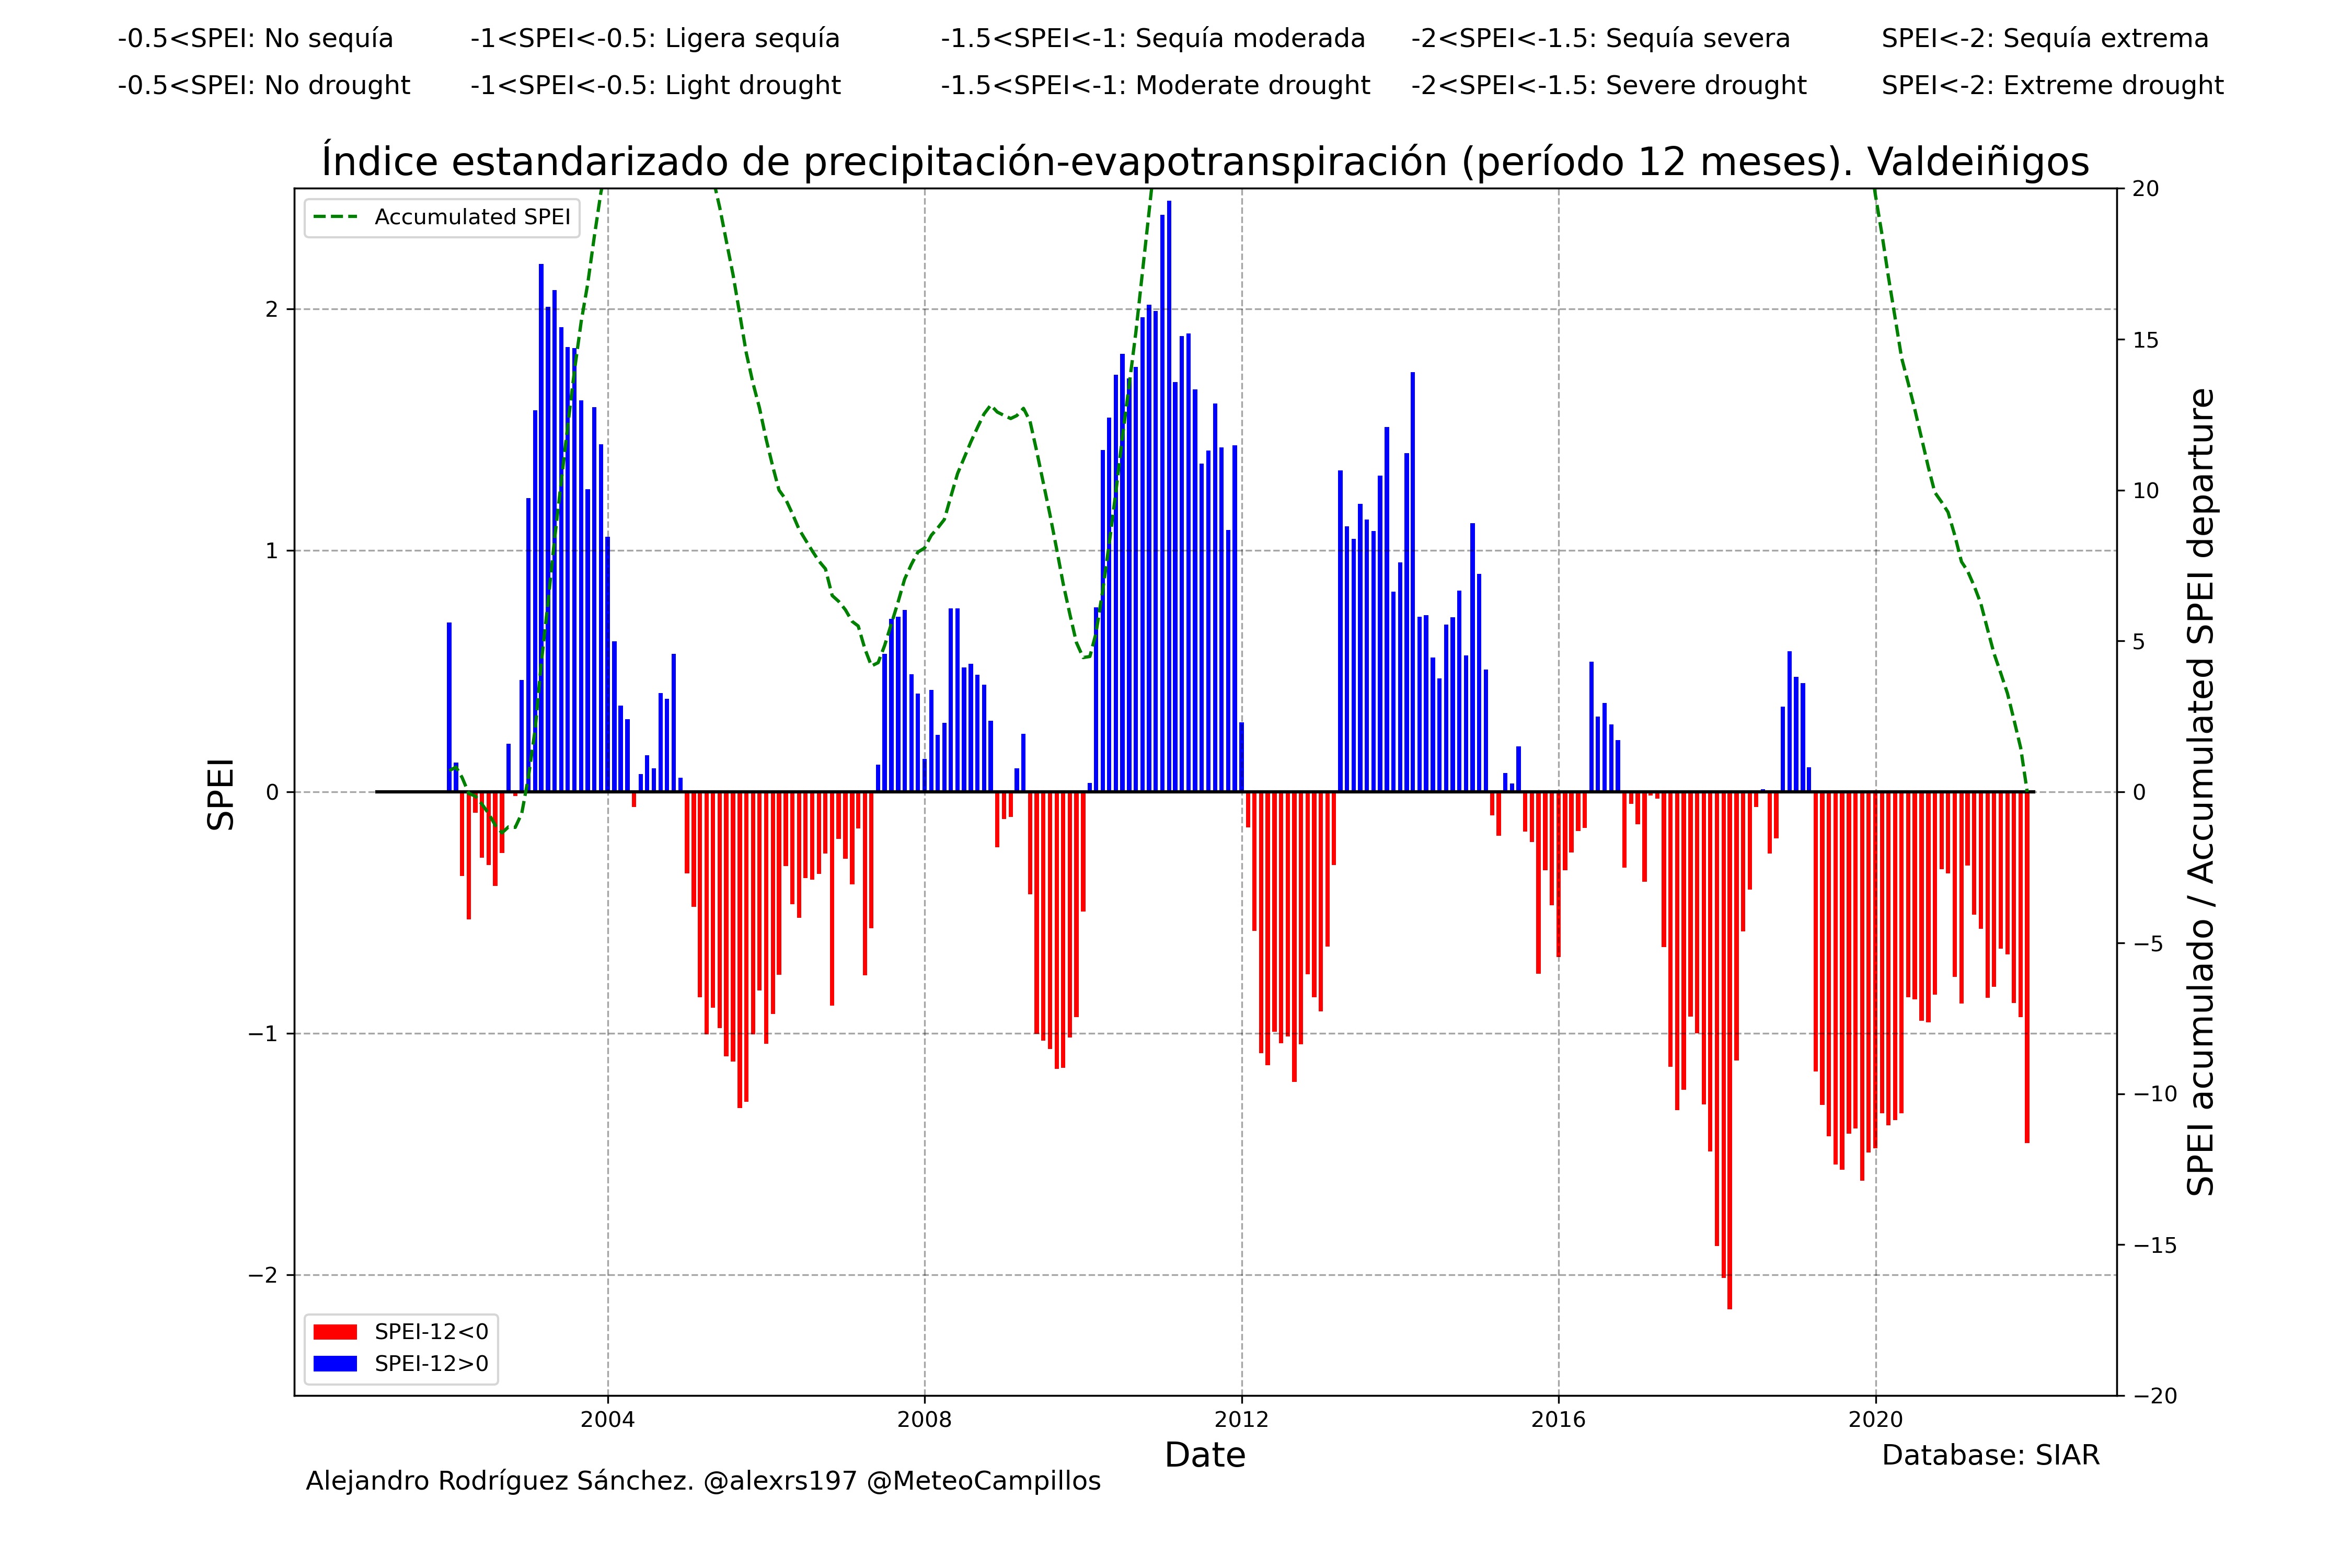 -0.5<SPEI: No sequía -1<SPEI<-0.5: Ligera sequía -1.5<SPEI<-1: Sequía moderada -2<SPEI<-1.5: Sequía severa SPEI<-2: Sequía extrema
-0.5<SPEI: No drought -1<SPEI<-0.5: Light drought -1.5<SPEI<-1: Moderate drought -2<SPEI<-1.5: Severe drought SPEI<-2: Extreme drought
Índice estandarizado de precipitación-evapotranspiración (período 12 meses). Valdeiñigos
Accumulated SPEI
SPEI
2
1
0
−1
−2
20
15
10
5
0
−5
−10
−15
−20
SPEI acumulado / Accumulated SPEI departure
SPEI-12<0
SPEI-12>0
2004 2008 2012 2016 2020
Date
Database: SIAR
Alejandro Rodríguez Sánchez. @alexrs197 @MeteoCampillos